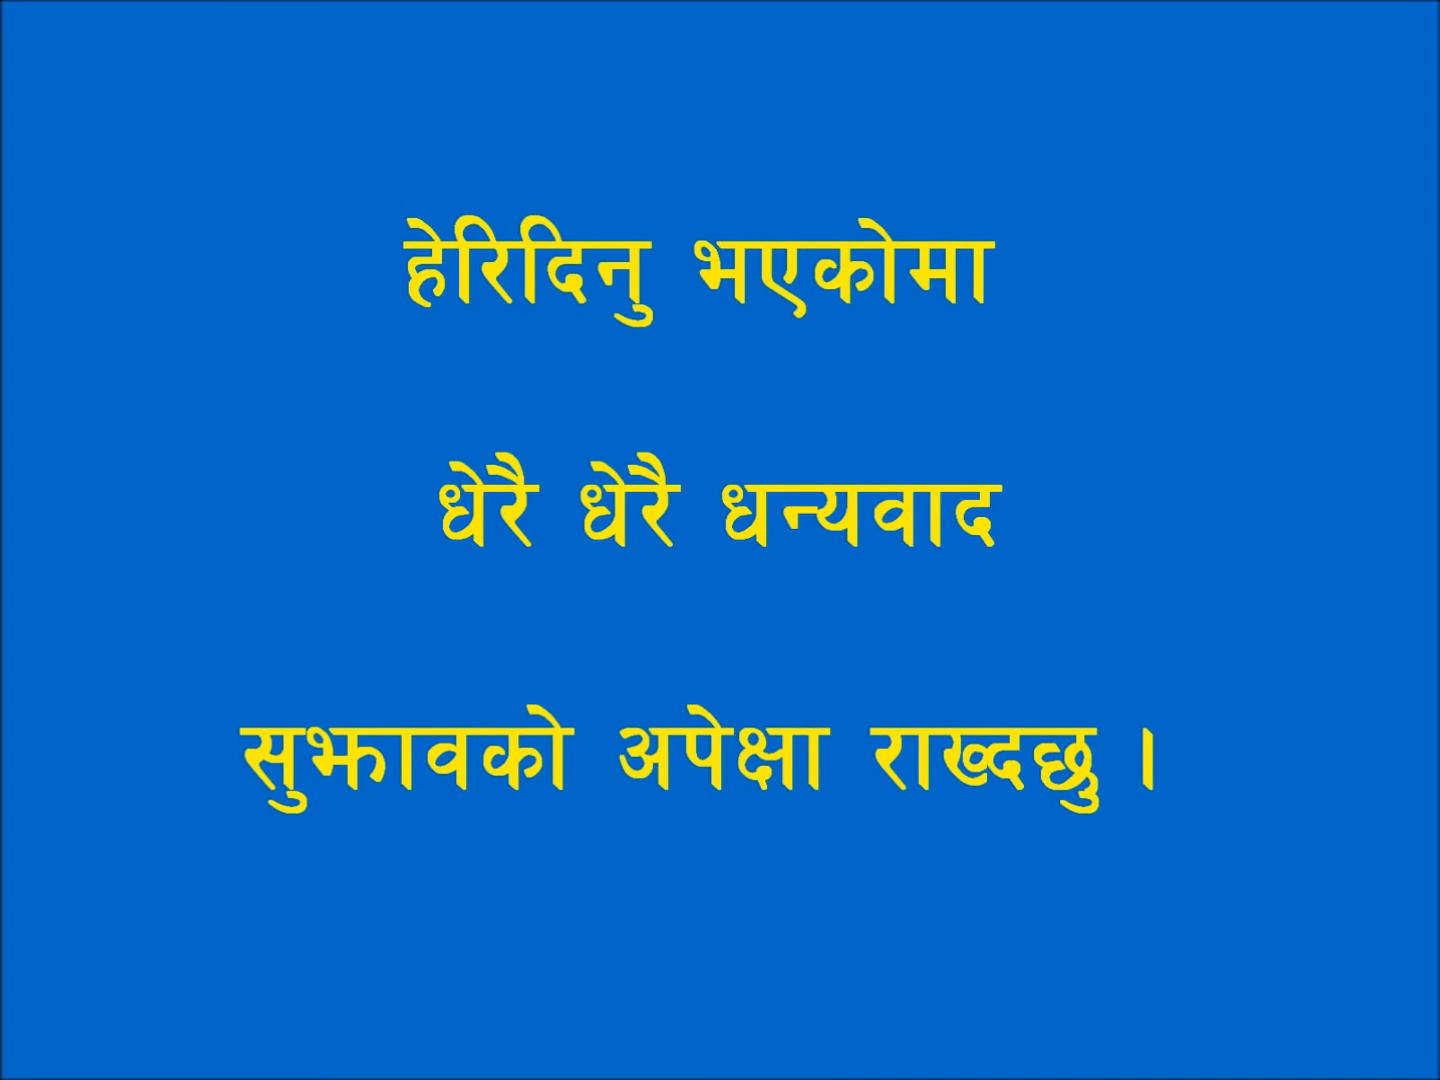 हेरिदिनु भएकोमा
धेरै धेरै धन्यवाद
सुझावको अपेक्षा राख्दछु ।